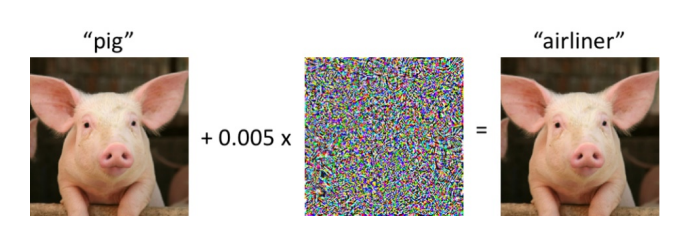 “pig”
“airliner”
+ 0.005 x
=